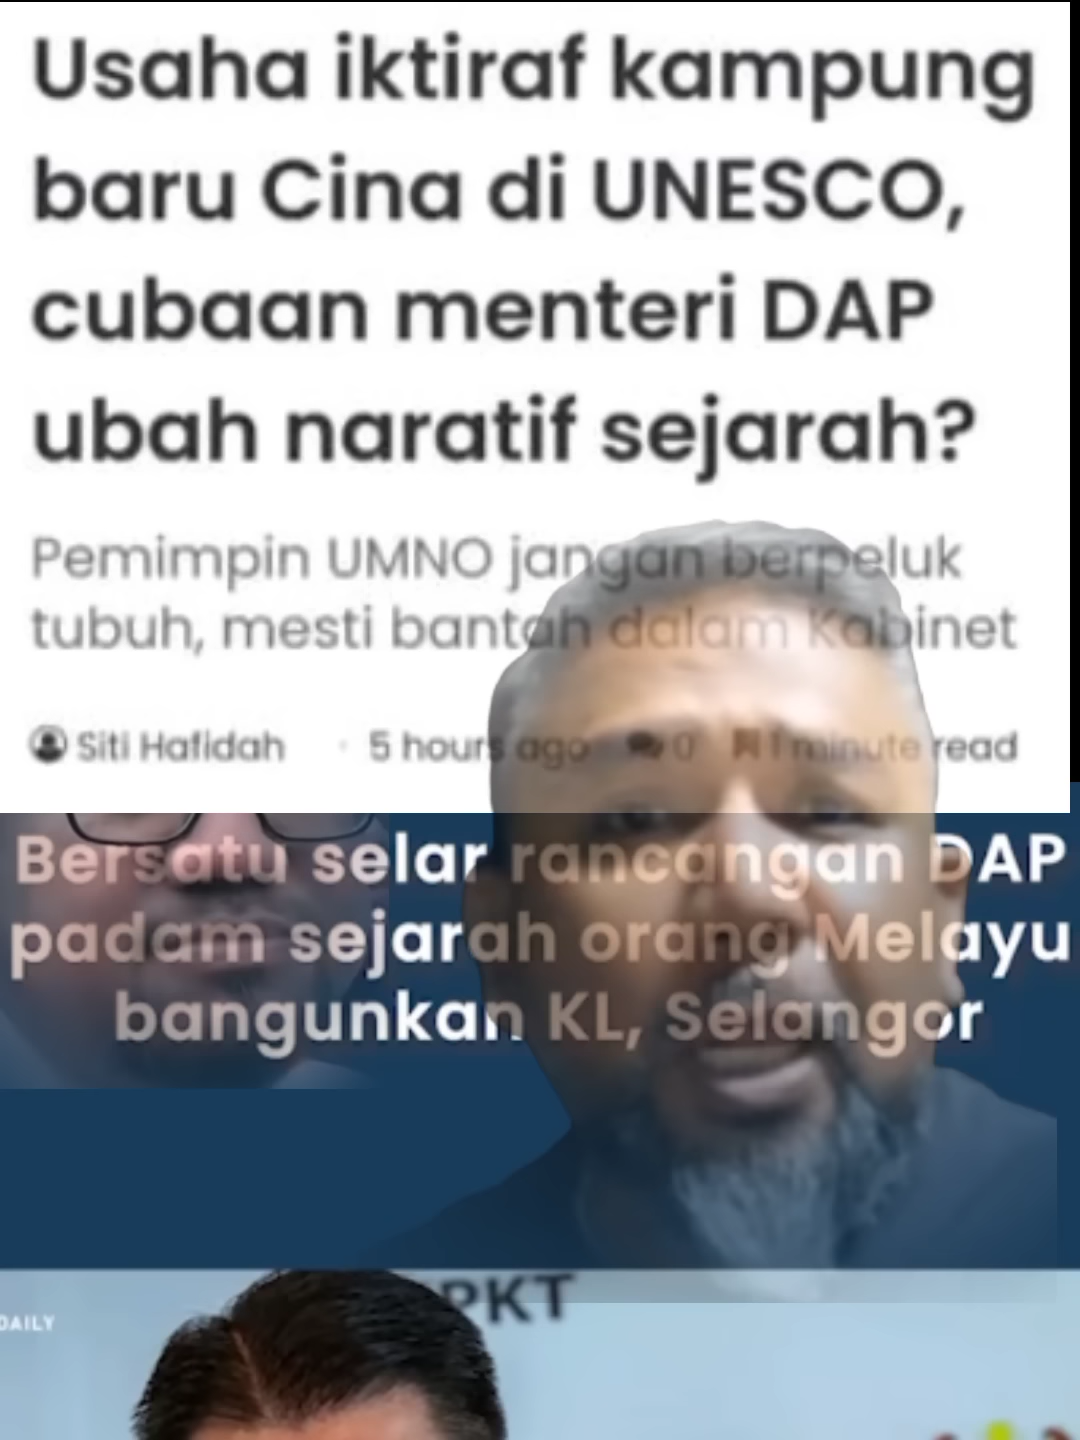 Usaha iktiraf kampung
baru Cina di UNESCO,
cubaan menteri DAP
ubah naratif sejarah?
Pemimpin UMNO jangan berpeluk
tubuh, mesti bantah dalam Kabinet
Siti Hafidah · 5 hours ago 0 1 minute read
Bersatu selar rancangan DAP
padam sejarah orang Melayu
bangunkan KL, Selangor
PKT
DAILY